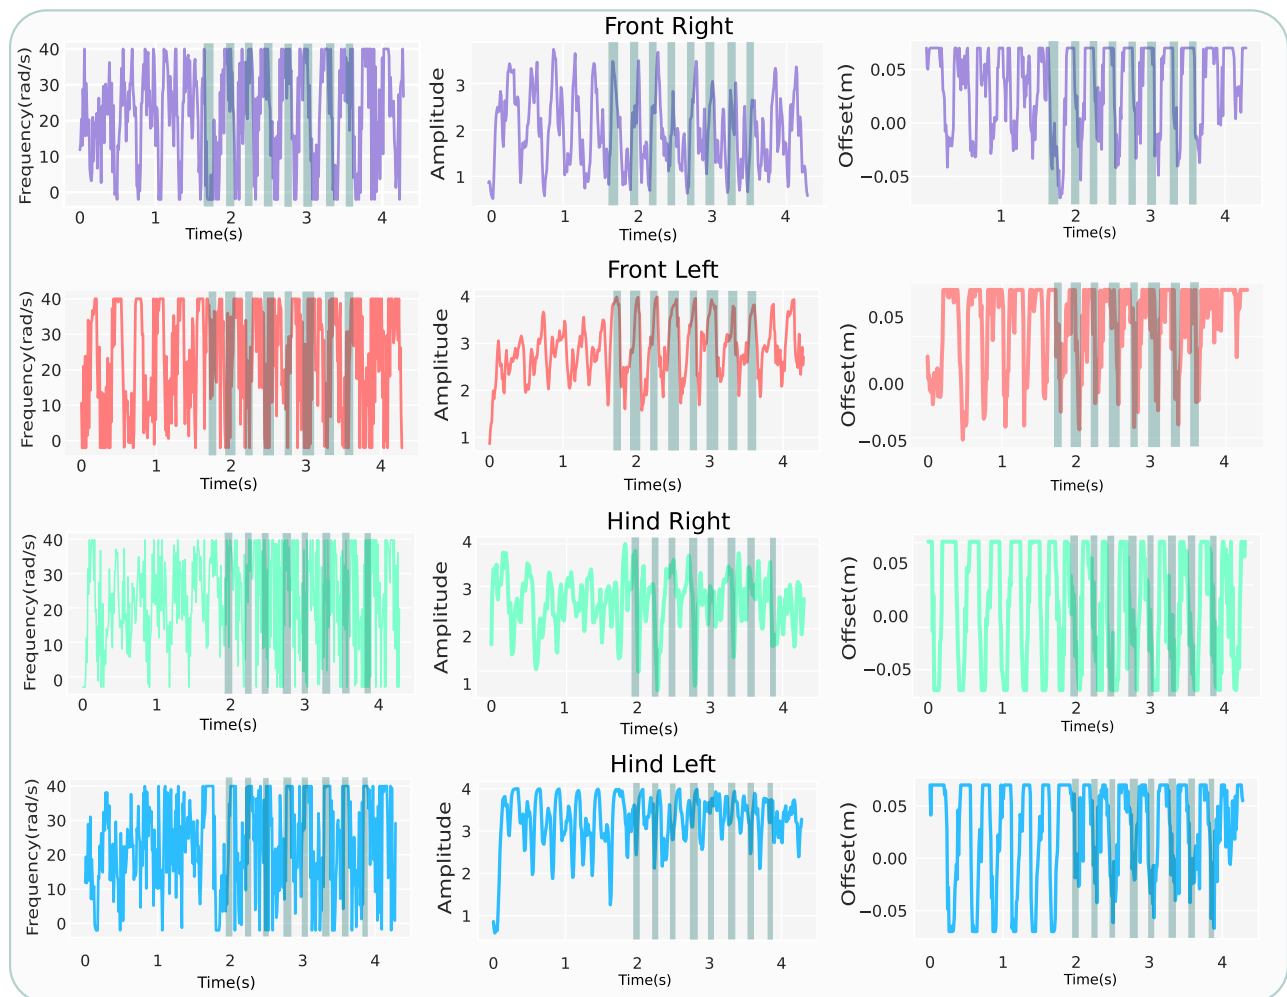 Front Right
Frequency(rad/s)
40
30
20
10
0
0 1 2 3 4
Time(s)
Amplitude
3
2
1
0 1 2 3 4
Time(s)
Offset(m)
0.05
0.00
−0.05
1 2 3 4
Time(s)
Front Left
Frequency(rad/s)
40
30
20
10
0
0 1 2 3 4
Time(s)
Amplitude
4
3
2
1
0 1 2 3 4
Time(s)
Offset(m)
0.05
0.00
−0.05
0 1 2 3 4
Time(s)
Hind Right
Frequency(rad/s)
40
30
20
10
0
0 1 2 3 4
Time(s)
Amplitude
4
3
2
1
0 1 2 3 4
Time(s)
Offset(m)
0.05
0.00
−0.05
0 1 2 3 4
Time(s)
Hind Left
Frequency(rad/s)
40
30
20
10
0
0 1 2 3 4
Time(s)
Amplitude
4
3
2
1
0 1 2 3 4
Time(s)
Offset(m)
0.05
0.00
−0.05
0 1 2 3 4
Time(s)